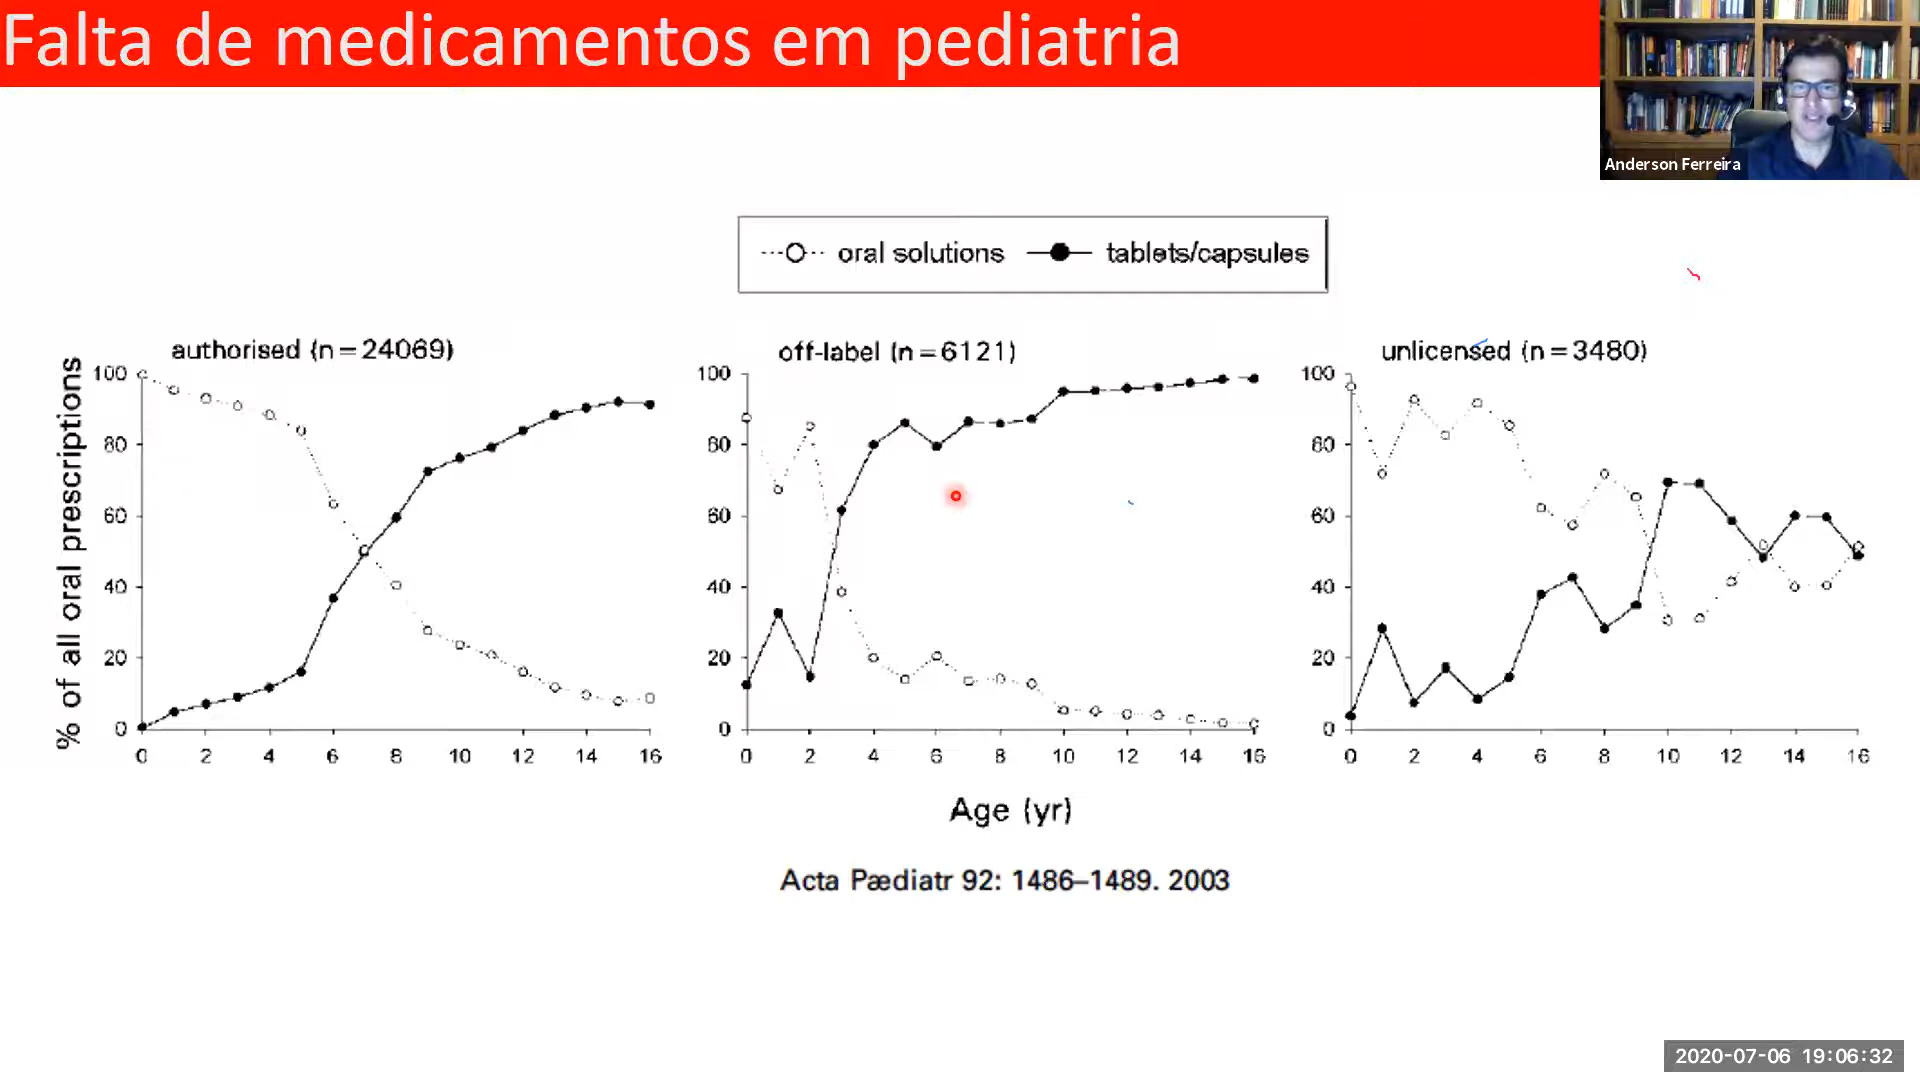 Falta de medicamentos em pediatria
Anderson Ferreira
oral solutions tablets/capsules
authorised (n = 24069)
off-label (n = 6121)
unlicensed (n = 3480)
% of all oral prescriptions
100
80
60
40
20
0
0 2 4 6 8 10 12 14 16
100
80
60
40
20
0
0 2 4 6 8 10 12 14 16
100
80
60
40
20
0
0 2 4 6 8 10 12 14 16
Age (yr)
Acta Pædiatr 92: 1486–1489. 2003
2020-07-06 19:06:32